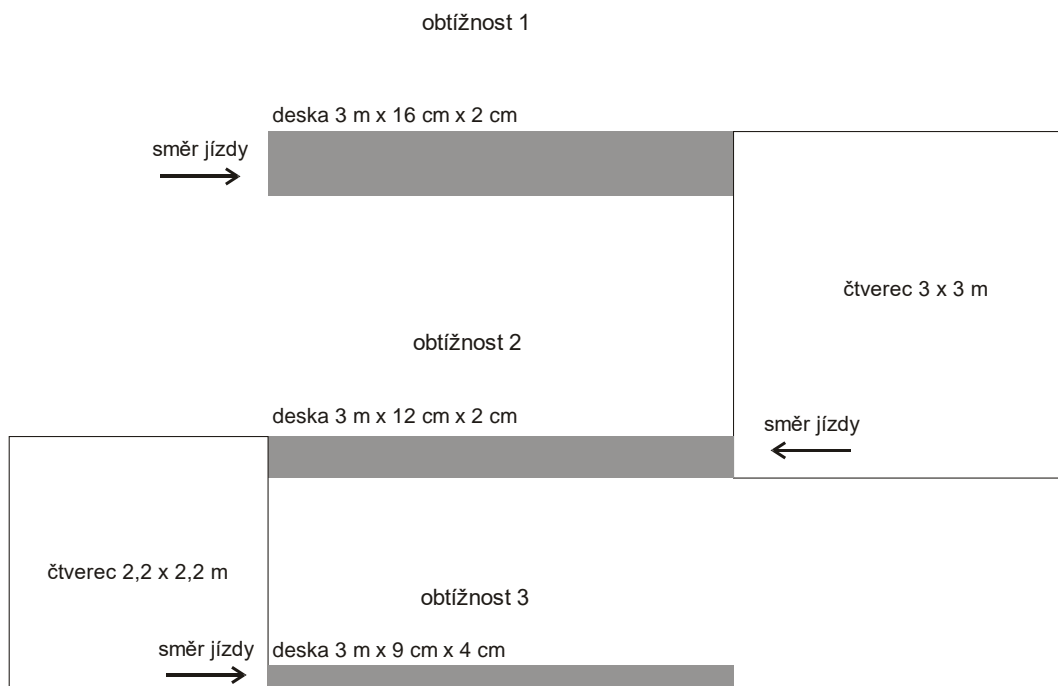 obtížnost 1
deska 3 m x 16 cm x 2 cm
směr jízdy
čtverec 3 x 3 m
obtížnost 2
deska 3 m x 12 cm x 2 cm
směr jízdy
čtverec 2,2 x 2,2 m
obtížnost 3
směr jízdy
deska 3 m x 9 cm x 4 cm